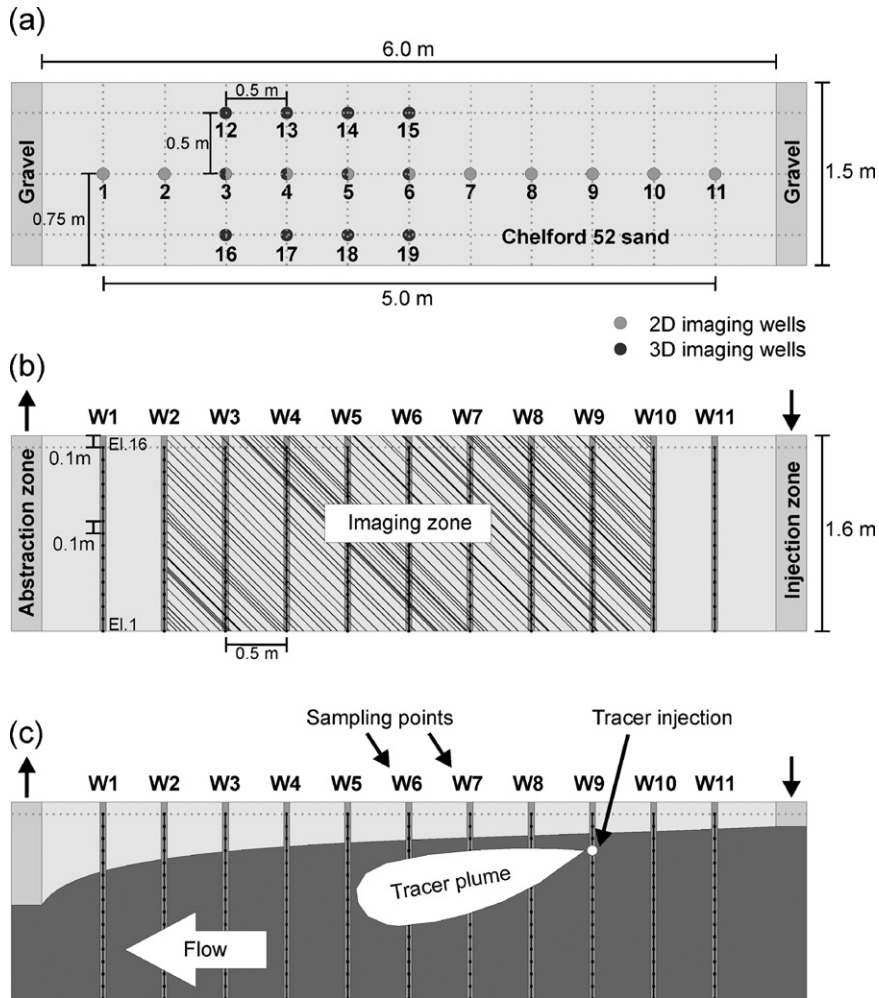 (a)
6.0 m
0.5 m
12 13 14 15
0.5 m
Gravel
1 2 3 4 5 6 7 8 9 10 11
Gravel
1.5 m
0.75 m
16 17 18 19
Chelford 52 sand
5.0 m
2D imaging wells
3D imaging wells
(b)
W1 W2 W3 W4 W5 W6 W7 W8 W9 W10 W11
El.16
0.1m
Abstraction zone
Imaging zone
Injection zone
0.1m
1.6 m
El.1
0.5 m
(c)
Sampling points
Tracer injection
W1 W2 W3 W4 W5 W6 W7 W8 W9 W10 W11
Tracer plume
Flow